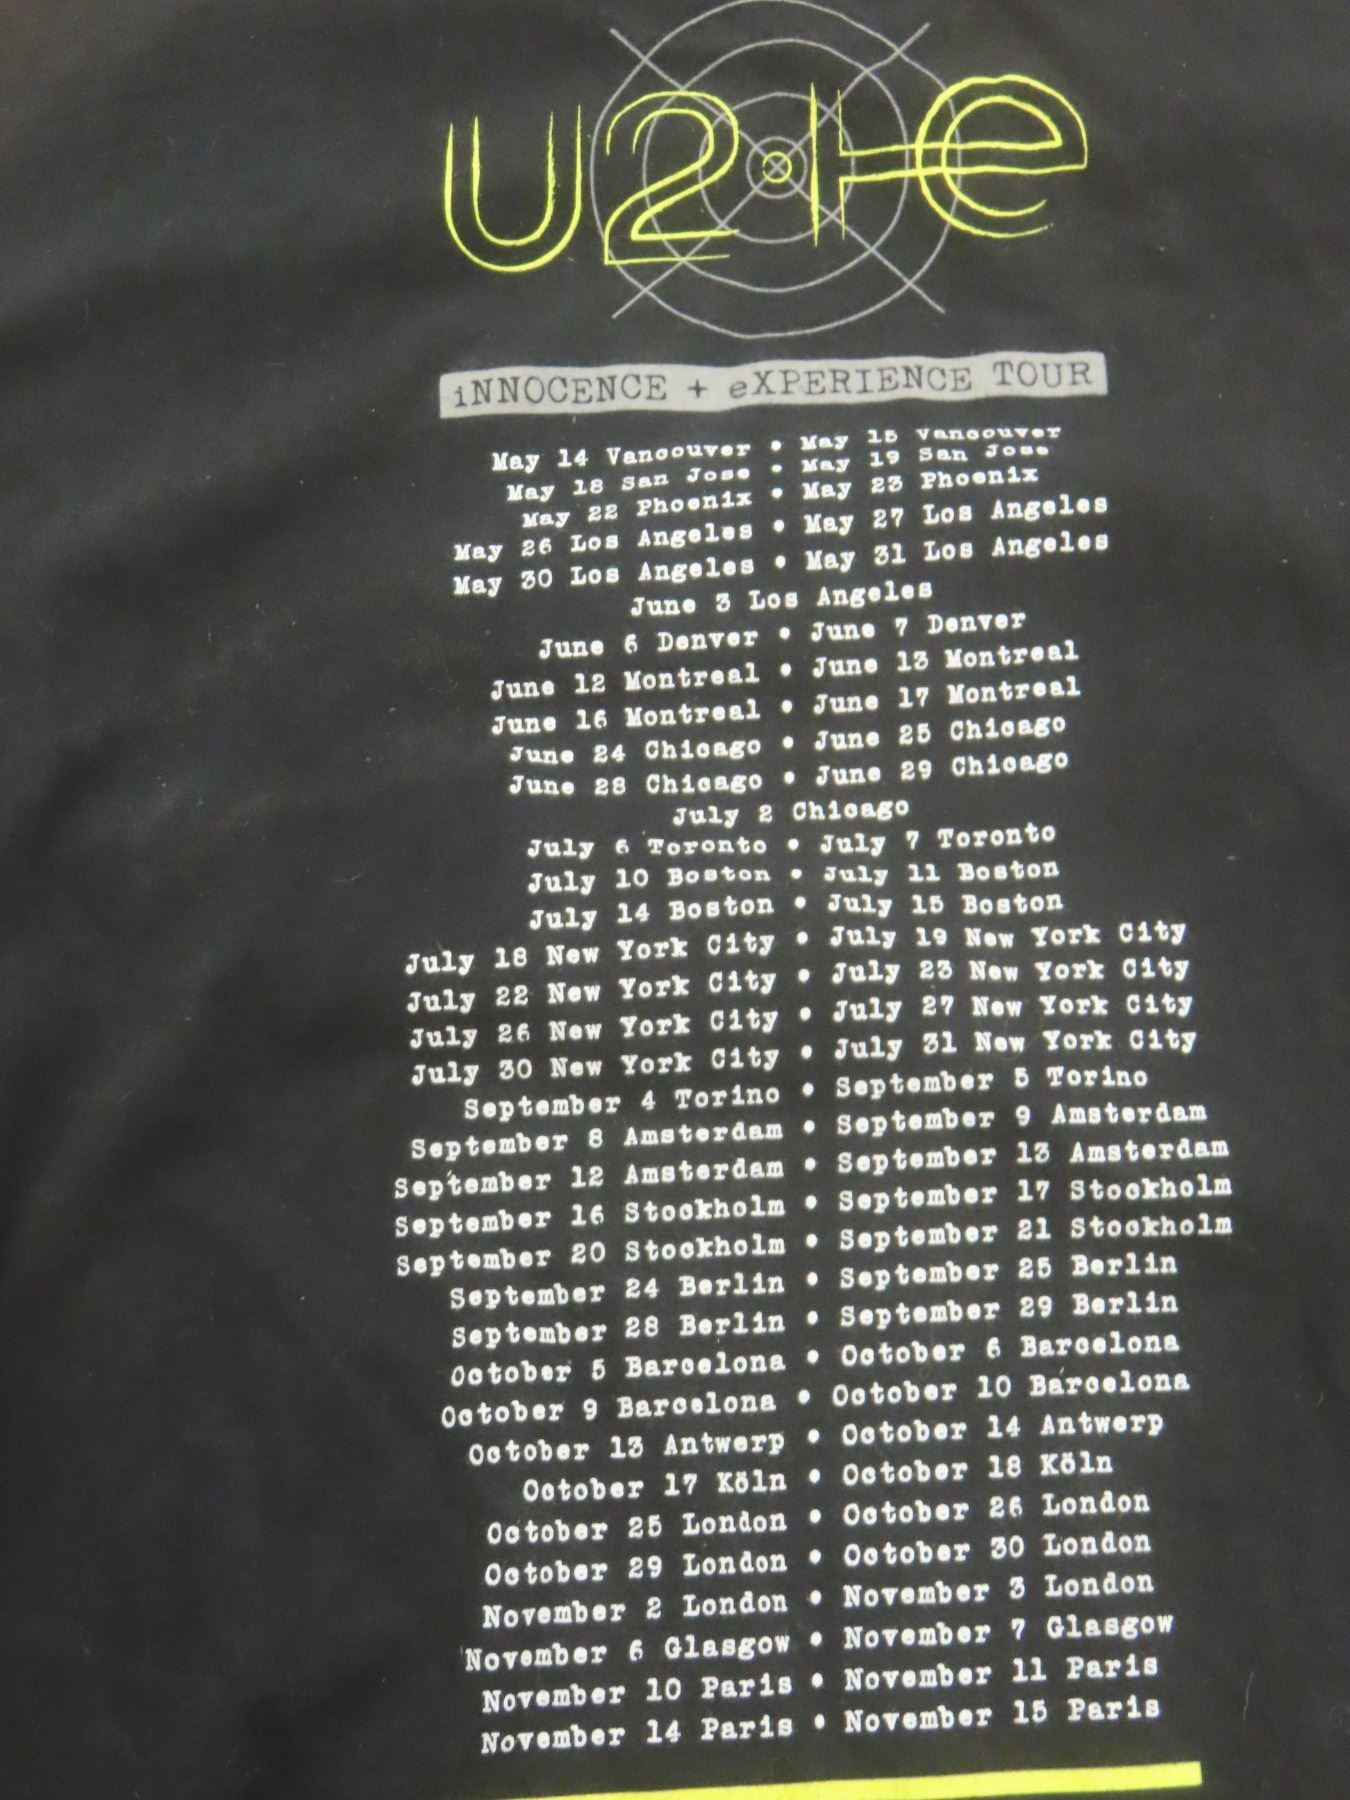 U2 i+e
iNNOCENCE + eXPERIENCE TOUR
May 14 Vancouver • May 15 Vancouver
May 18 San Jose • May 19 San Jose
May 22 Phoenix • May 23 Phoenix
May 26 Los Angeles • May 27 Los Angeles
May 30 Los Angeles • May 31 Los Angeles
June 3 Los Angeles
June 6 Denver • June 7 Denver
June 12 Montreal • June 13 Montreal
June 16 Montreal • June 17 Montreal
June 24 Chicago • June 25 Chicago
June 28 Chicago • June 29 Chicago
July 2 Chicago
July 6 Toronto • July 7 Toronto
July 10 Boston • July 11 Boston
July 14 Boston • July 15 Boston
July 18 New York City • July 19 New York City
July 22 New York City • July 23 New York City
July 26 New York City • July 27 New York City
July 30 New York City • July 31 New York City
September 4 Torino • September 5 Torino
September 8 Amsterdam • September 9 Amsterdam
September 12 Amsterdam • September 13 Amsterdam
September 16 Stockholm • September 17 Stockholm
September 20 Stockholm • September 21 Stockholm
September 24 Berlin • September 25 Berlin
September 28 Berlin • September 29 Berlin
October 5 Barcelona • October 6 Barcelona
October 9 Barcelona • October 10 Barcelona
October 13 Antwerp • October 14 Antwerp
October 17 Köln • October 18 Köln
October 25 London • October 26 London
October 29 London • October 30 London
November 2 London • November 3 London
November 6 Glasgow • November 7 Glasgow
November 10 Paris • November 11 Paris
November 14 Paris • November 15 Paris